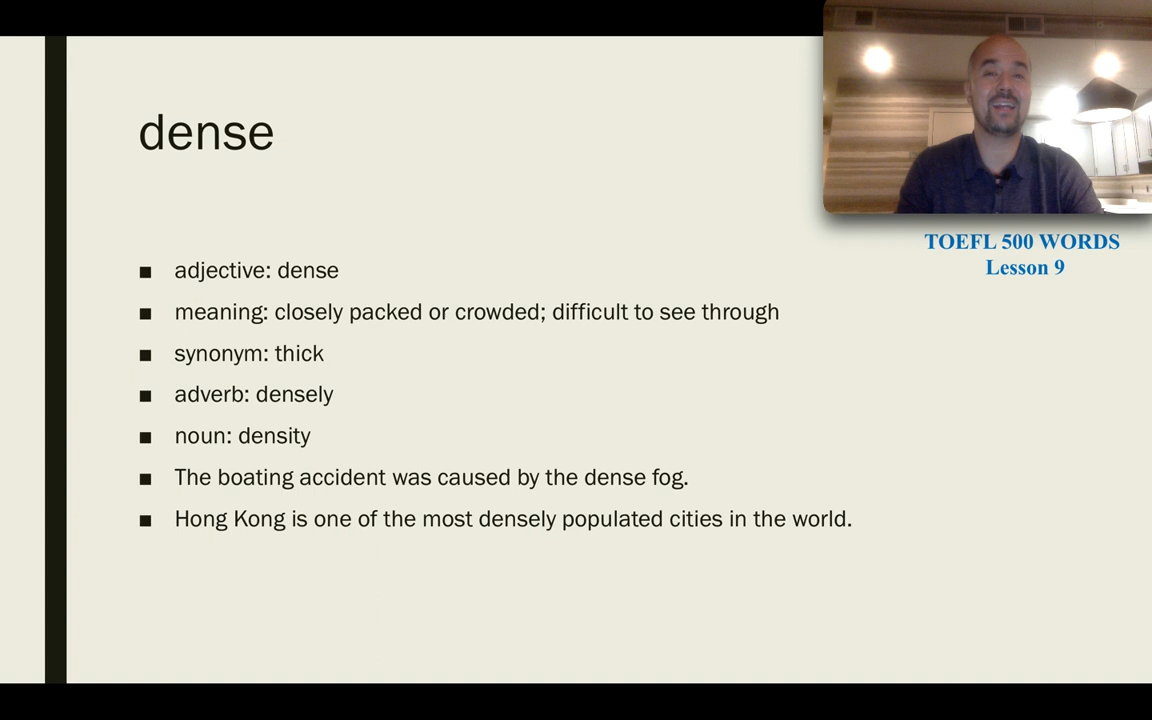 dense
TOEFL 500 WORDS
Lesson 9
■ adjective: dense
■ meaning: closely packed or crowded; difficult to see through
■ synonym: thick
■ adverb: densely
■ noun: density
■ The boating accident was caused by the dense fog.
■ Hong Kong is one of the most densely populated cities in the world.